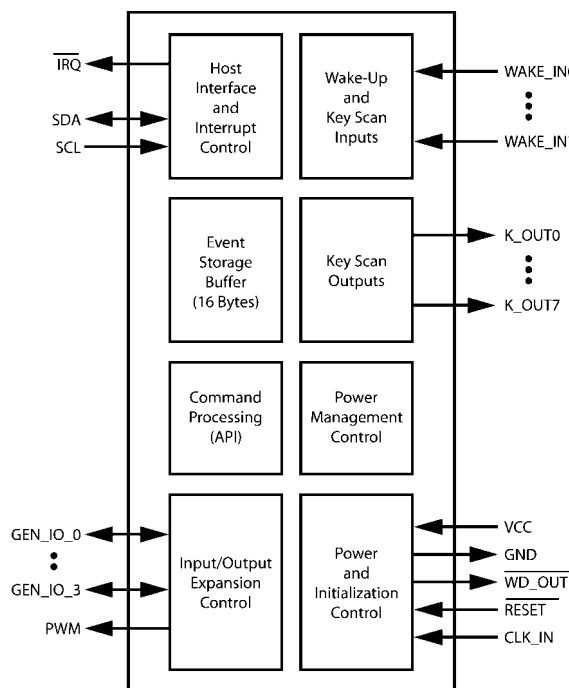 IRQ
SDA
SCL
Host
Interface
and
Interrupt
Control
Wake-Up
and
Key Scan
Inputs
WAKE_IN
Event
Storage
Buffer
(16 Bytes)
Key Scan
Outputs
K_OUT0
K_OUT7
Command
Processing
(API)
Power
Management
Control
GEN_IO_0
GEN_IO_3
PWM
Input/Output
Expansion
Control
Power
and
Initialization
Control
VCC
GND
WD_OUT
RESET
CLK_IN